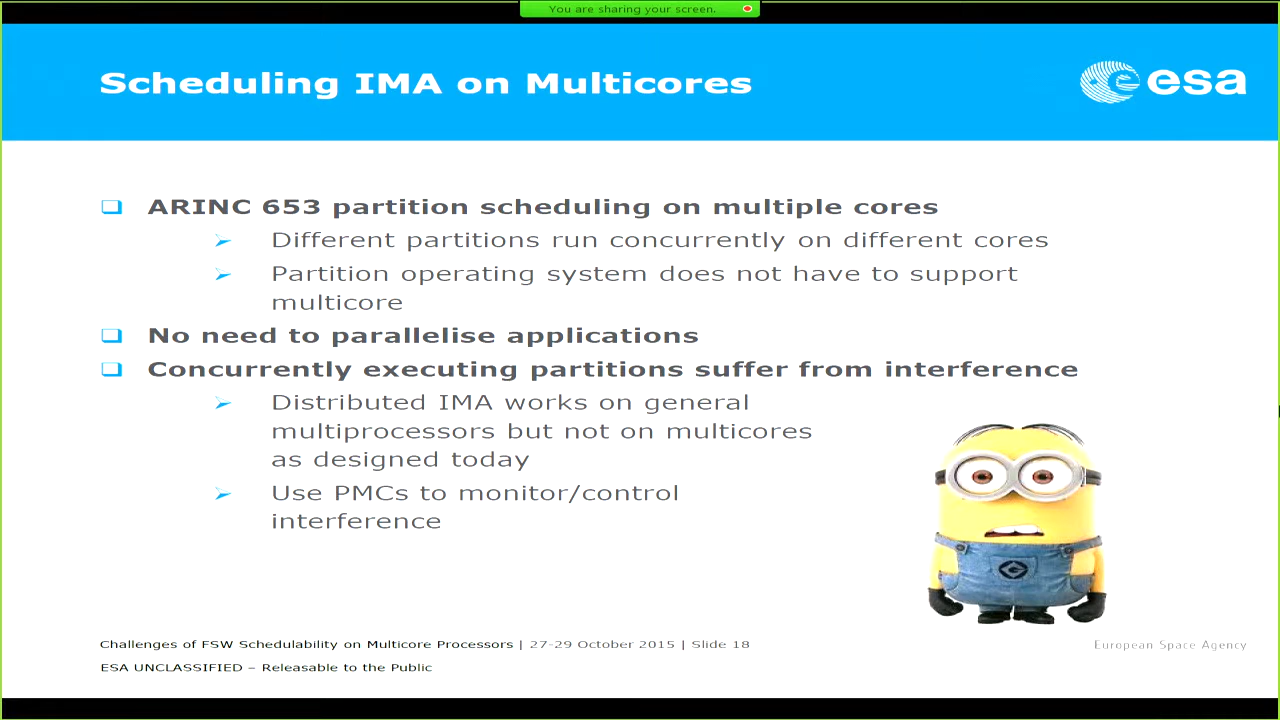 You are sharing your screen.
Scheduling IMA on Multicores
esa
ARINC 653 partition scheduling on multiple cores
Different partitions run concurrently on different cores
Partition operating system does not have to support
multicore
No need to parallelise applications
Concurrently executing partitions suffer from interference
Distributed IMA works on general
multiprocessors but not on multicores
as designed today
Use PMCs to monitor/control
interference
Challenges of FSW Schedulability on Multicore Processors | 27-29 October 2015 | Slide 18
European Space Agency
ESA UNCLASSIFIED – Releasable to the Public